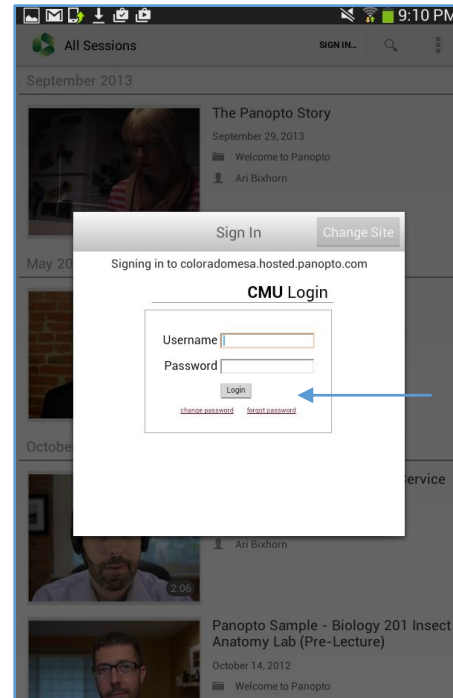 9:10 PM
All Sessions SIGN IN...
September 2013
The Panopto Story
September 29, 2013
Welcome to Panopto
Ari Bixhorn
Sign In Change Site
May 20
Signing in to coloradomesa.hosted.panopto.com
CMU Login
Username
Password
Login
change password forgot password
Octobe
ervice
Ari Bixhorn
2:06
Panopto Sample - Biology 201 Insect
Anatomy Lab (Pre-Lecture)
October 14, 2012
Welcome to Panopto